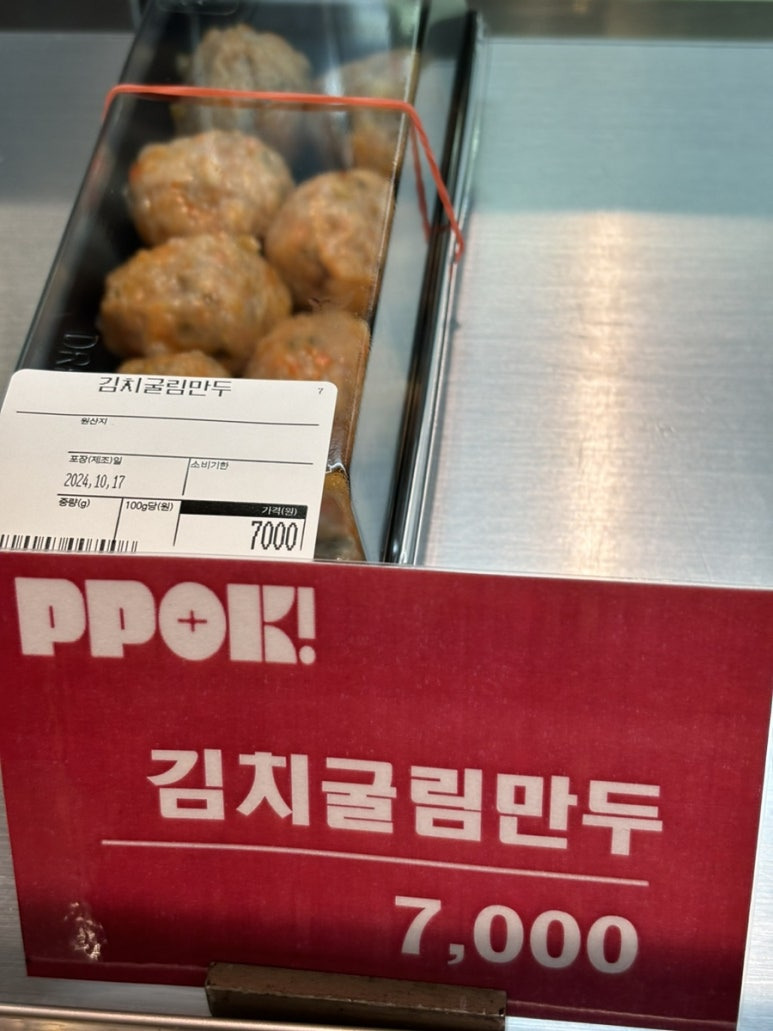 김치굴림만두 7
원산지
포장(제조)일 소비기한
2024,10,17
중량(g) 100g당(원) 가격(원)
7000
PPOK!
김치굴림만두
7,000